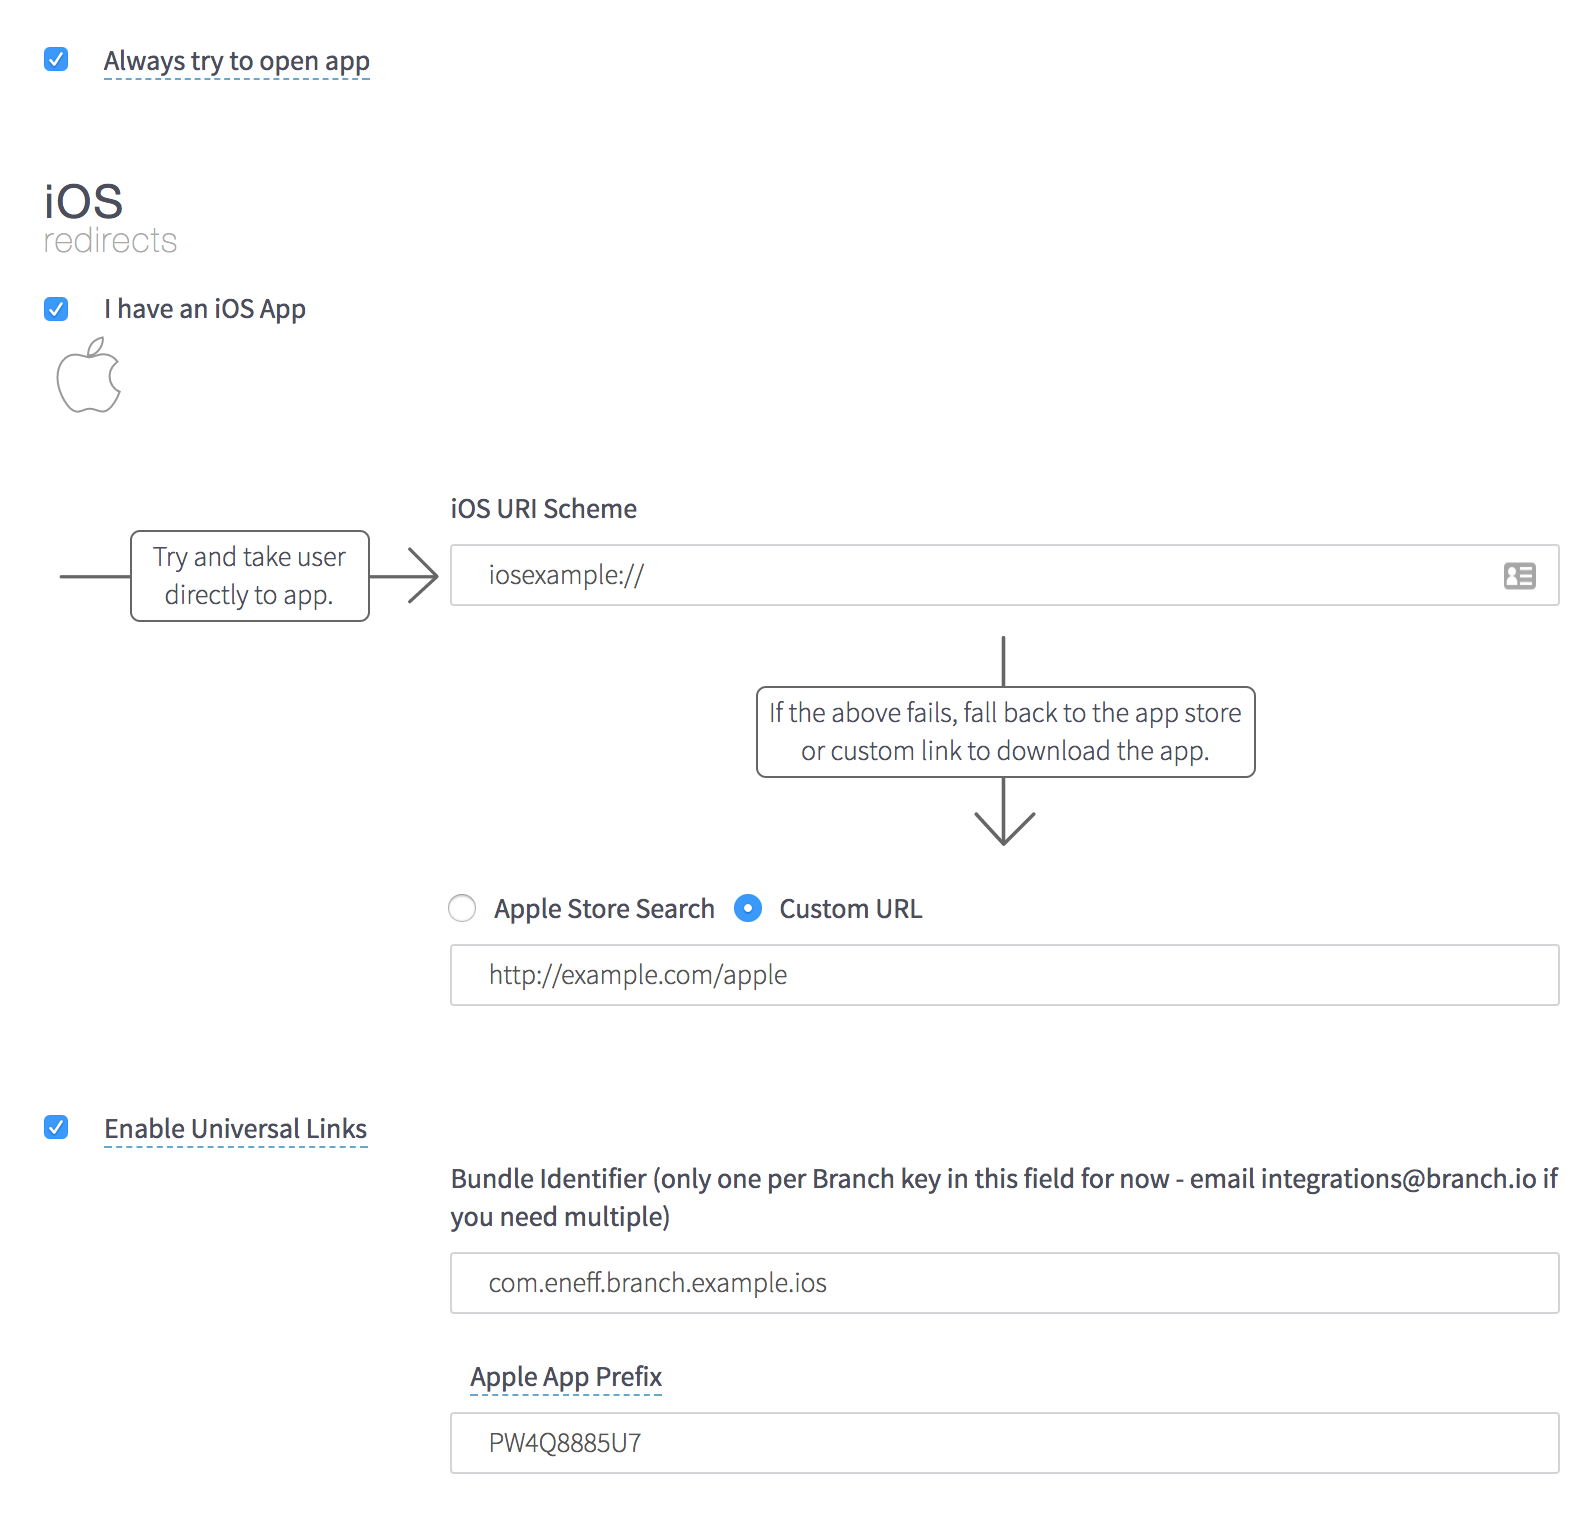 Always try to open app
iOS
redirects
I have an iOS App
iOS URI Scheme
Try and take user
directly to app.
iosexample://
If the above fails, fall back to the app store
or custom link to download the app.
Apple Store Search
Custom URL
http://example.com/apple
Enable Universal Links
Bundle Identifier (only one per Branch key in this field for now - email integrations@branch.io if
you need multiple)
com.eneff.branch.example.ios
Apple App Prefix
PW4Q8885U7